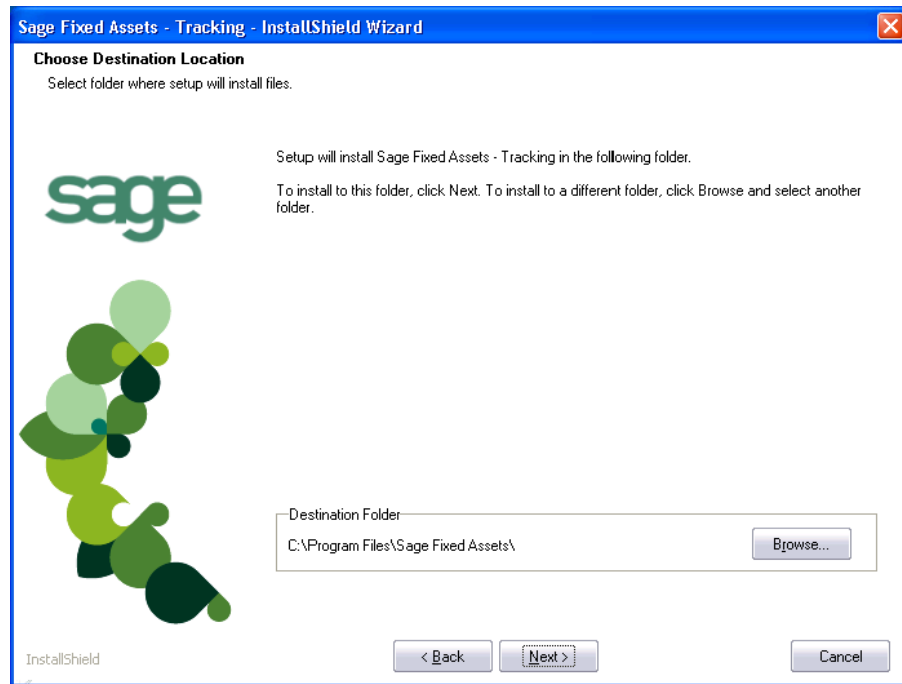 Sage Fixed Assets - Tracking - InstallShield Wizard
Choose Destination Location
Select folder where setup will install files.
sage
Setup will install Sage Fixed Assets - Tracking in the following folder.
To install to this folder, click Next. To install to a different folder, click Browse and select another
folder.
Destination Folder
C:\Program Files\Sage Fixed Assets\
Browse...
InstallShield
< Back
Next >
Cancel